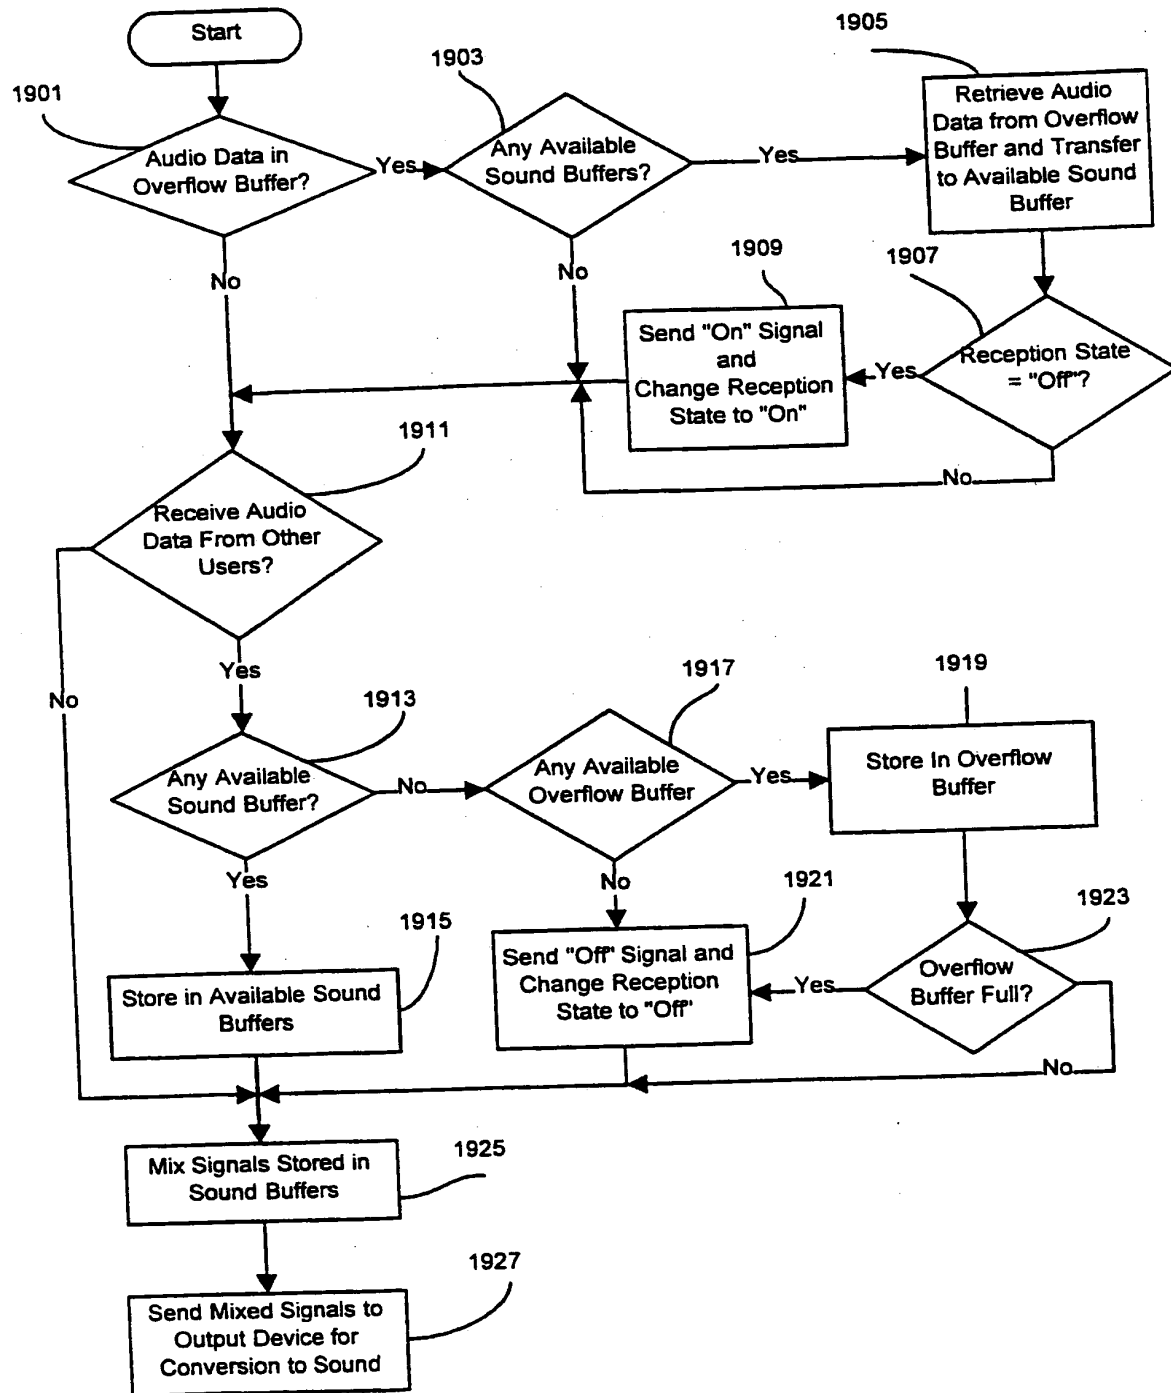 Start
1901
1903
1905
Audio Data in
Overflow Buffer?
Yes
Any Available
Sound Buffers?
Yes
Retrieve Audio
Data from Overflow
Buffer and Transfer
to Available Sound
Buffer
No
No
1909
1907
Send "On" Signal
and
Change Reception
State to "On"
Yes
Reception State
= "Off"?
No
1911
Receive Audio
Data From Other
Users?
No
Yes
1913
1917
1919
Any Available
Sound Buffer?
No
Any Available
Overflow Buffer
Yes
Store In Overflow
Buffer
Yes
No
1915
1921
1923
Store in Available Sound
Buffers
Send "Off" Signal and
Change Reception
State to "Off"
Yes
Overflow
Buffer Full?
No
1925
Mix Signals Stored in
Sound Buffers
1927
Send Mixed Signals to
Output Device for
Conversion to Sound